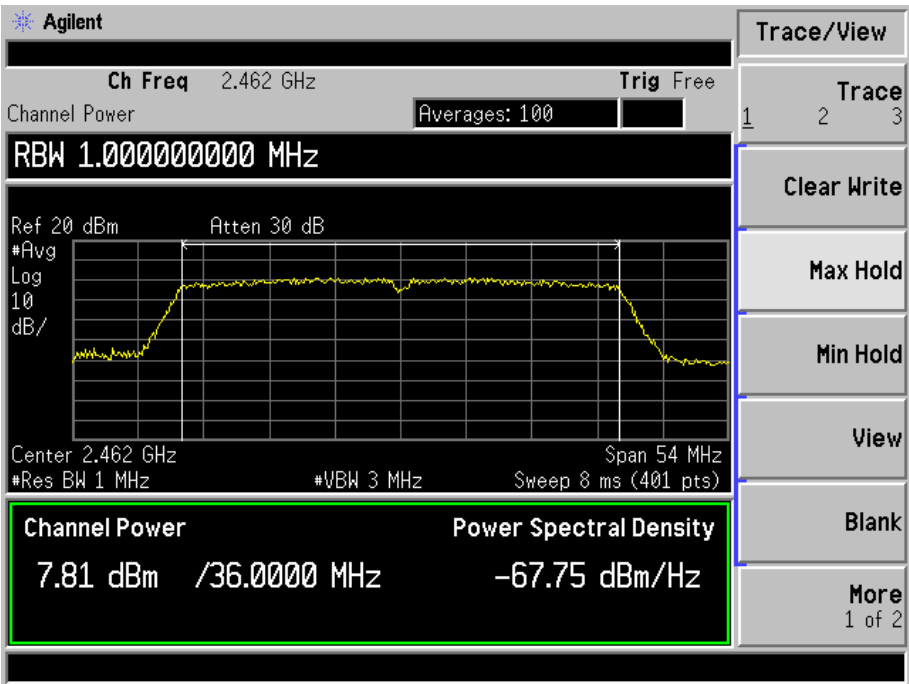 Agilent
Trace/View
Ch Freq 2.462 GHz Trig Free
Channel Power Averages: 100
Trace
1 2 3
RBW 1.000000000 MHz
Clear Write
Ref 20 dBm Atten 30 dB
#Avg
Log
10
dB/
Max Hold
Min Hold
Center 2.462 GHz Span 54 MHz
#Res BW 1 MHz #VBW 3 MHz Sweep 8 ms (401 pts)
View
Channel Power Power Spectral Density
7.81 dBm /36.0000 MHz -67.75 dBm/Hz
Blank
More
1 of 2